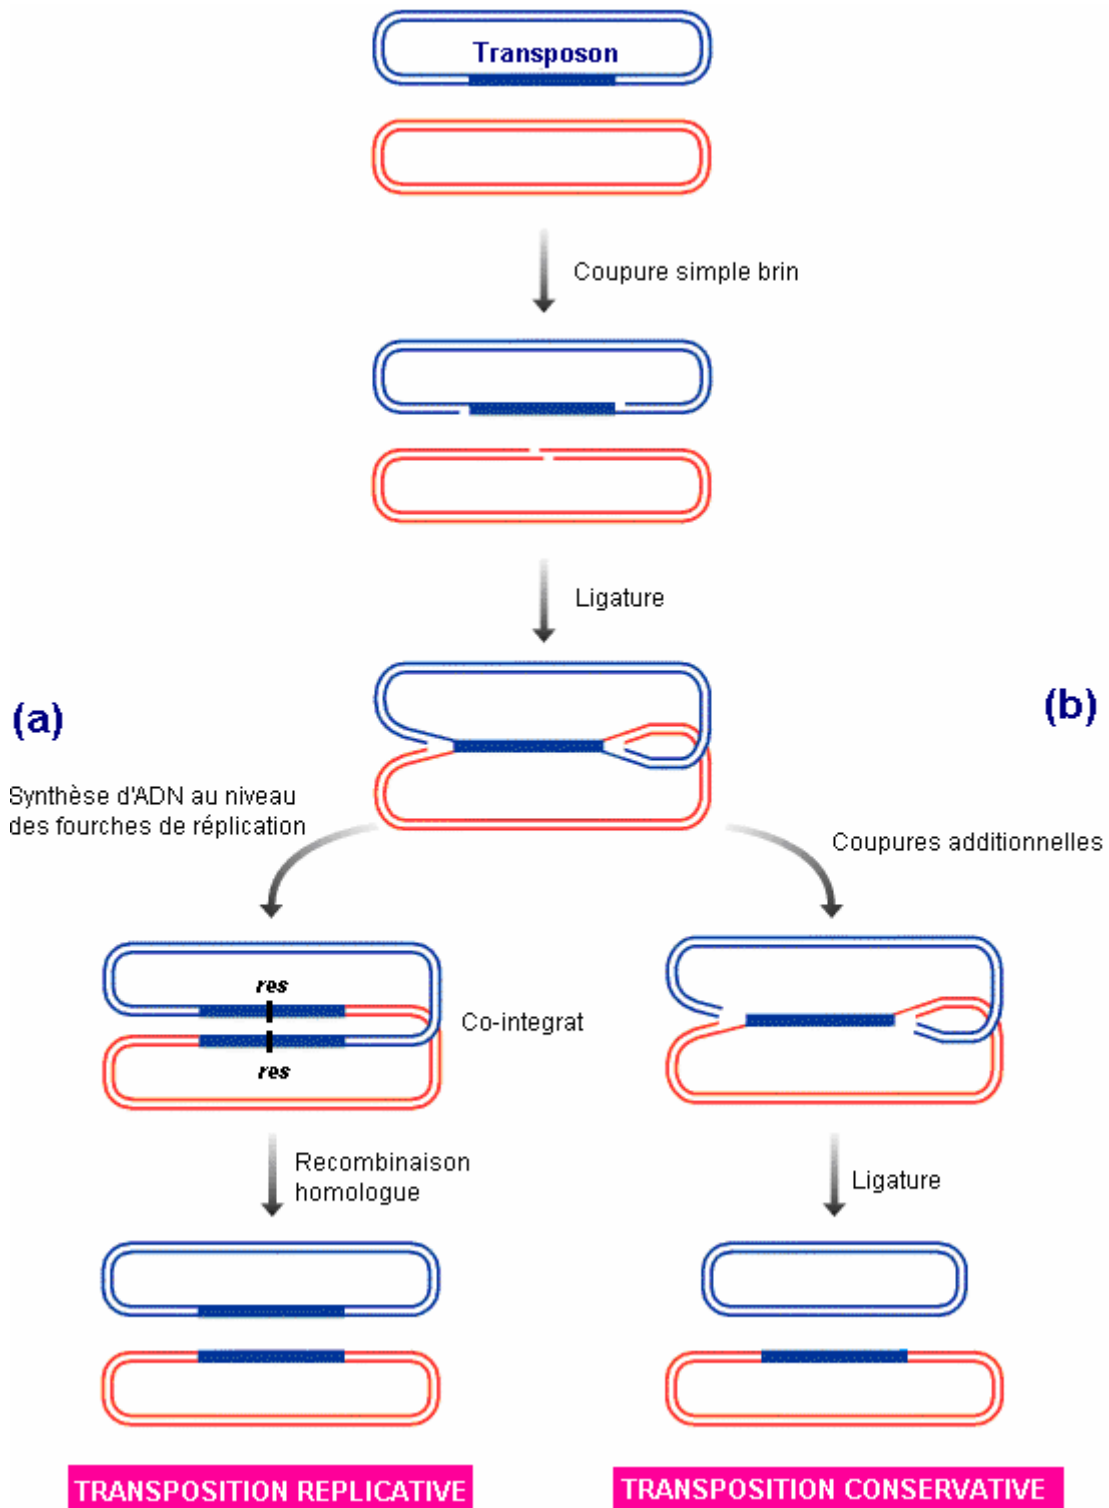 Transposon
Coupure simple brin
Ligature
(a)
(b)
Synthèse d'ADN au niveau
des fourches de réplication
Coupures additionnelles
res
Co-integrat
res
Recombinaison
homologue
Ligature
TRANSPOSITION REPLICATIVE
TRANSPOSITION CONSERVATIVE